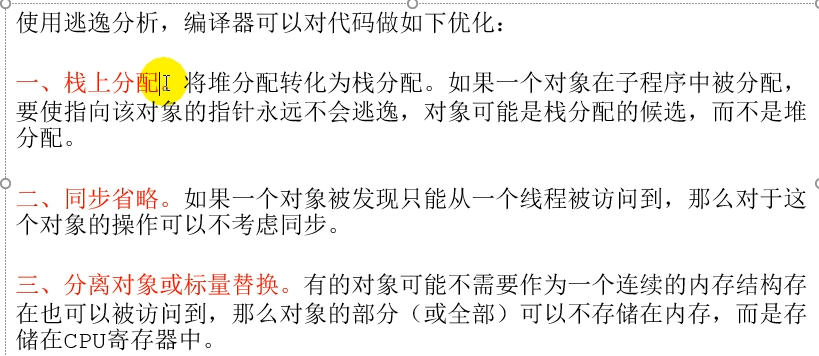 使用逃逸分析，编译器可以对代码做如下优化：
一、栈上分配。将堆分配转化为栈分配。如果一个对象在子程序中被分配，
要使指向该对象的指针永远不会逃逸，对象可能是栈分配的候选，而不是堆
分配。
二、同步省略。如果一个对象被发现只能从一个线程被访问到，那么对于这
个对象的操作可以不考虑同步。
三、分离对象或标量替换。有的对象可能不需要作为一个连续的内存结构存
在也可以被访问到，那么对象的部分（或全部）可以不存储在内存，而是存
储在CPU寄存器中。